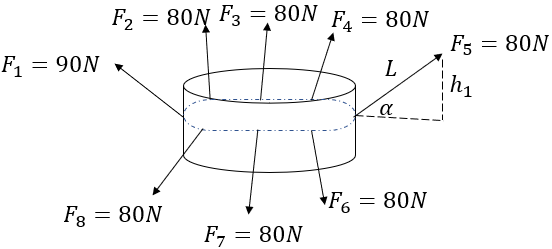 F₂ = 80N
F₃ = 80N
F₄ = 80N
F₁ = 90N
L
F₅ = 80N
h₁
α
F₈ = 80N
F₇ = 80N
F₆ = 80N